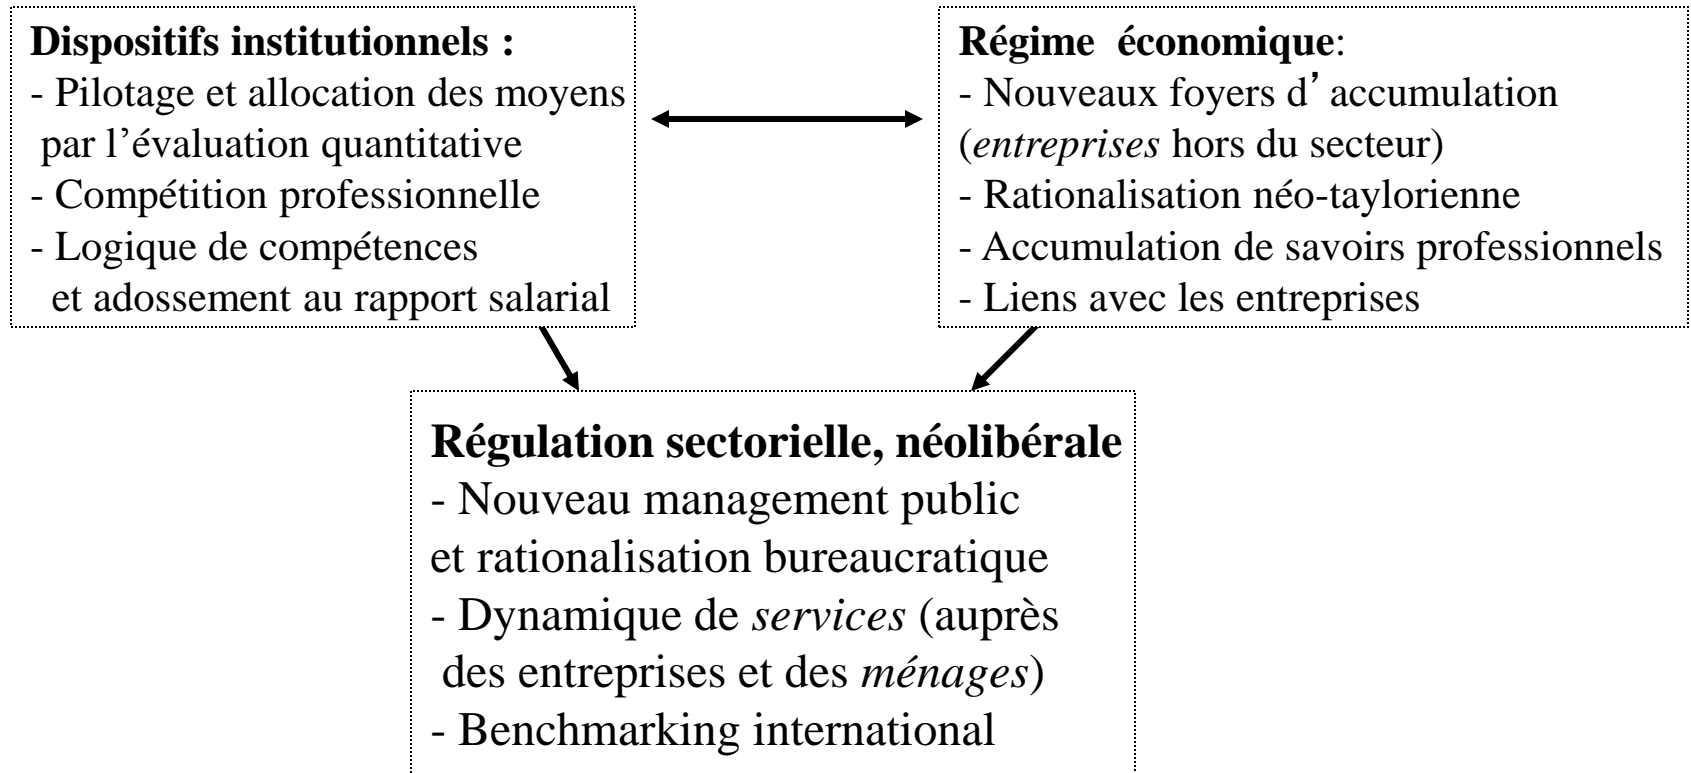 Dispositifs institutionnels :
- Pilotage et allocation des moyens
par l’évaluation quantitative
- Compétition professionnelle
- Logique de compétences
et adossement au rapport salarial
Régime économique:
- Nouveaux foyers d’ accumulation
(entreprises hors du secteur)
- Rationalisation néo-taylorienne
- Accumulation de savoirs professionnels
- Liens avec les entreprises
Régulation sectorielle, néolibérale
- Nouveau management public
et rationalisation bureaucratique
- Dynamique de services (auprès
des entreprises et des ménages)
- Benchmarking international